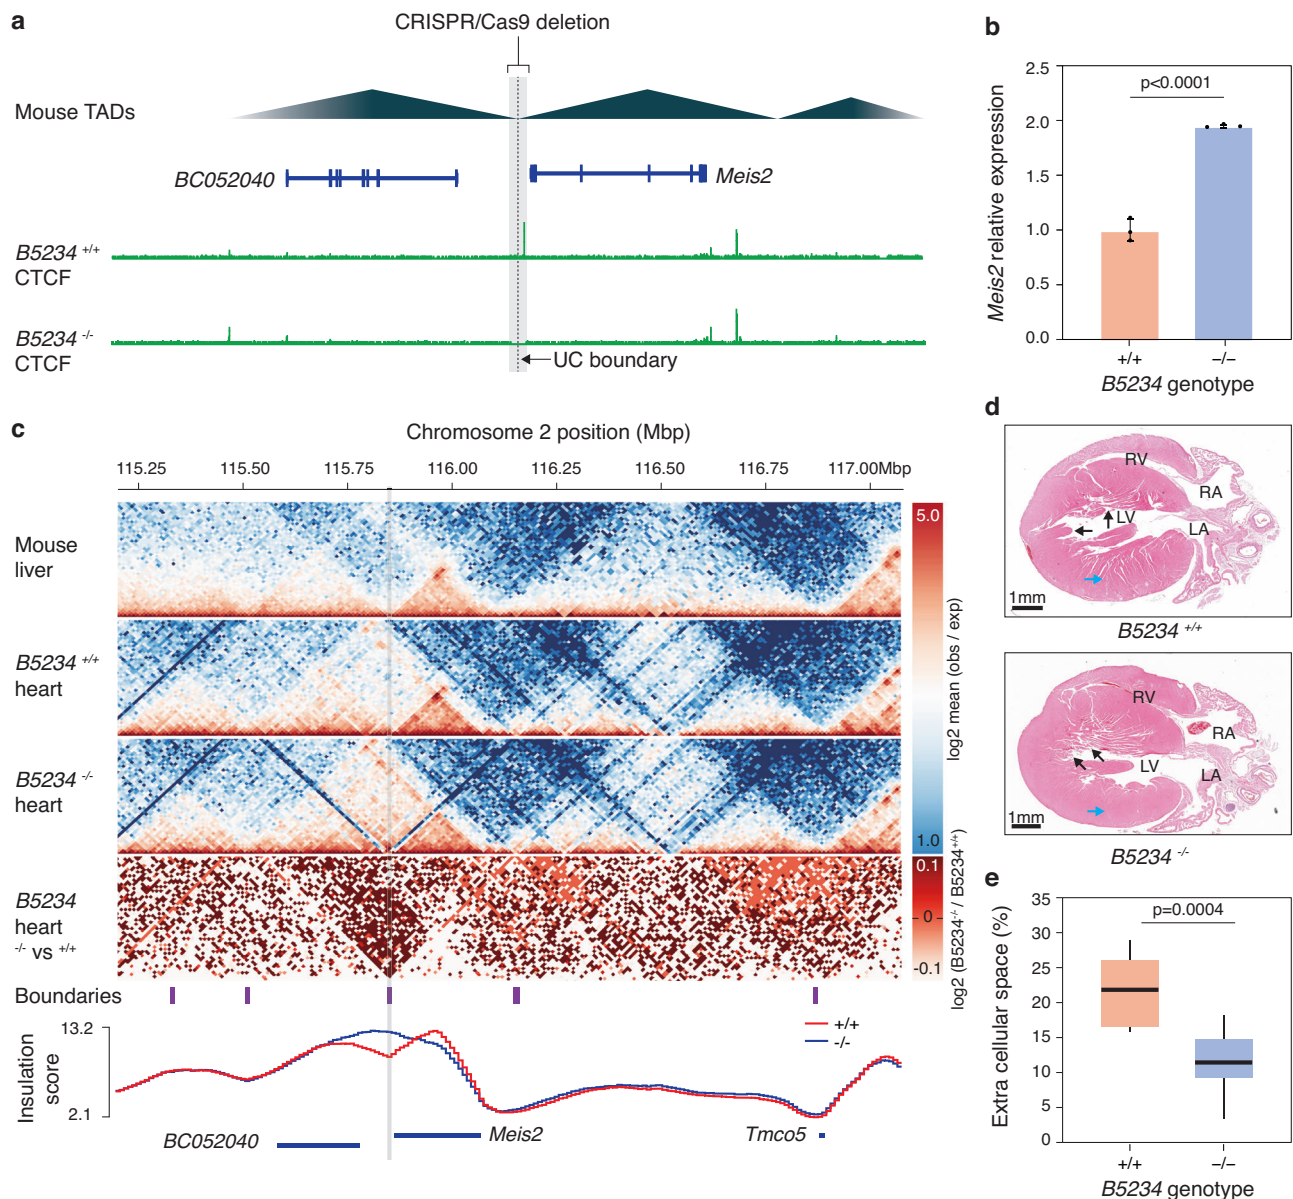 a
CRISPR/Cas9 deletion
Mouse TADs
BC052040
Meis2
B5234 +/+
CTCF
B5234 -/-
CTCF
UC boundary
b
2.5
2.0
1.5
1.0
0.5
0.0
Meis2 relative expression
p<0.0001
+/+
−/−
B5234 genotype
c
Chromosome 2 position (Mbp)
115.25 115.50 115.75 116.00 116.25 116.50 116.75 117.00Mbp
Mouse
liver
B5234 +/+
heart
B5234 -/-
heart
B5234
heart
-/- vs +/+
5.0
1.0
log2 mean (obs / exp)
0.1
0
-0.1
log2 (B5234-/- / B5234+/+)
Boundaries
13.2
2.1
Insulation
score
+/+
-/-
BC052040
Meis2
Tmco5
d
RV
RA
LV
LA
1mm
B5234 +/+
RV
RA
LV
LA
1mm
B5234 -/-
e
35
30
25
20
15
10
5
0
Extra cellular space (%)
p=0.0004
+/+
−/−
B5234 genotype